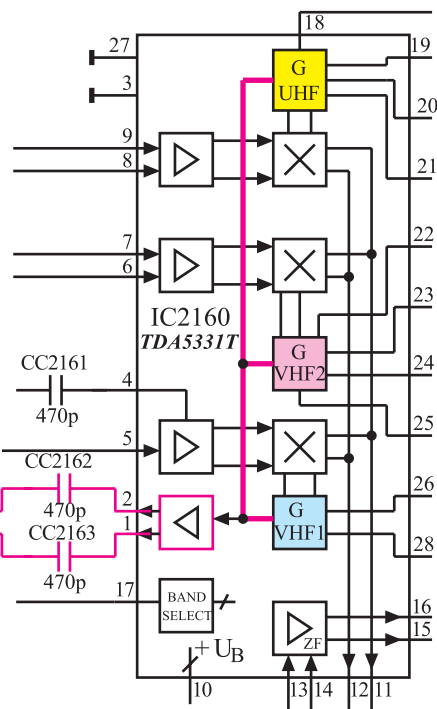 18
27
G
19
UHF
3
20
9
8
21
7
22
6
IC2160
23
TDA5331T
G
VHF2
24
CC2161
4
470p
25
5
CC2162
26
470p
2
G
CC2163
1
VHF1
28
470p
17
BAND
SELECT
16
15
ZF
+UB
10
13
14
12
11